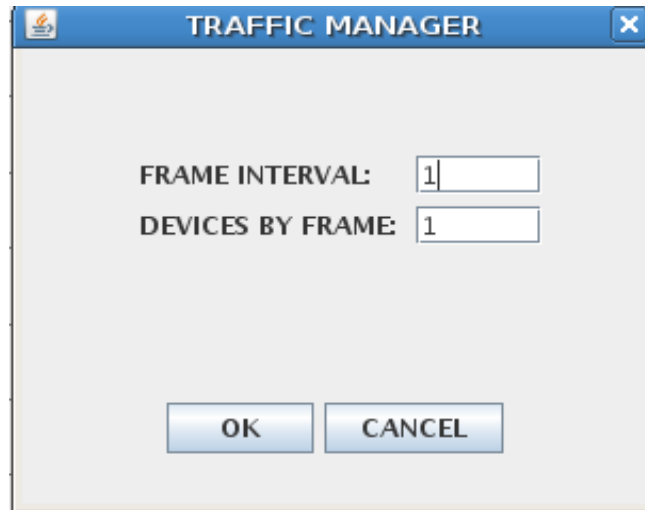 TRAFFIC MANAGER
FRAME INTERVAL: 1
DEVICES BY FRAME: 1
OK CANCEL